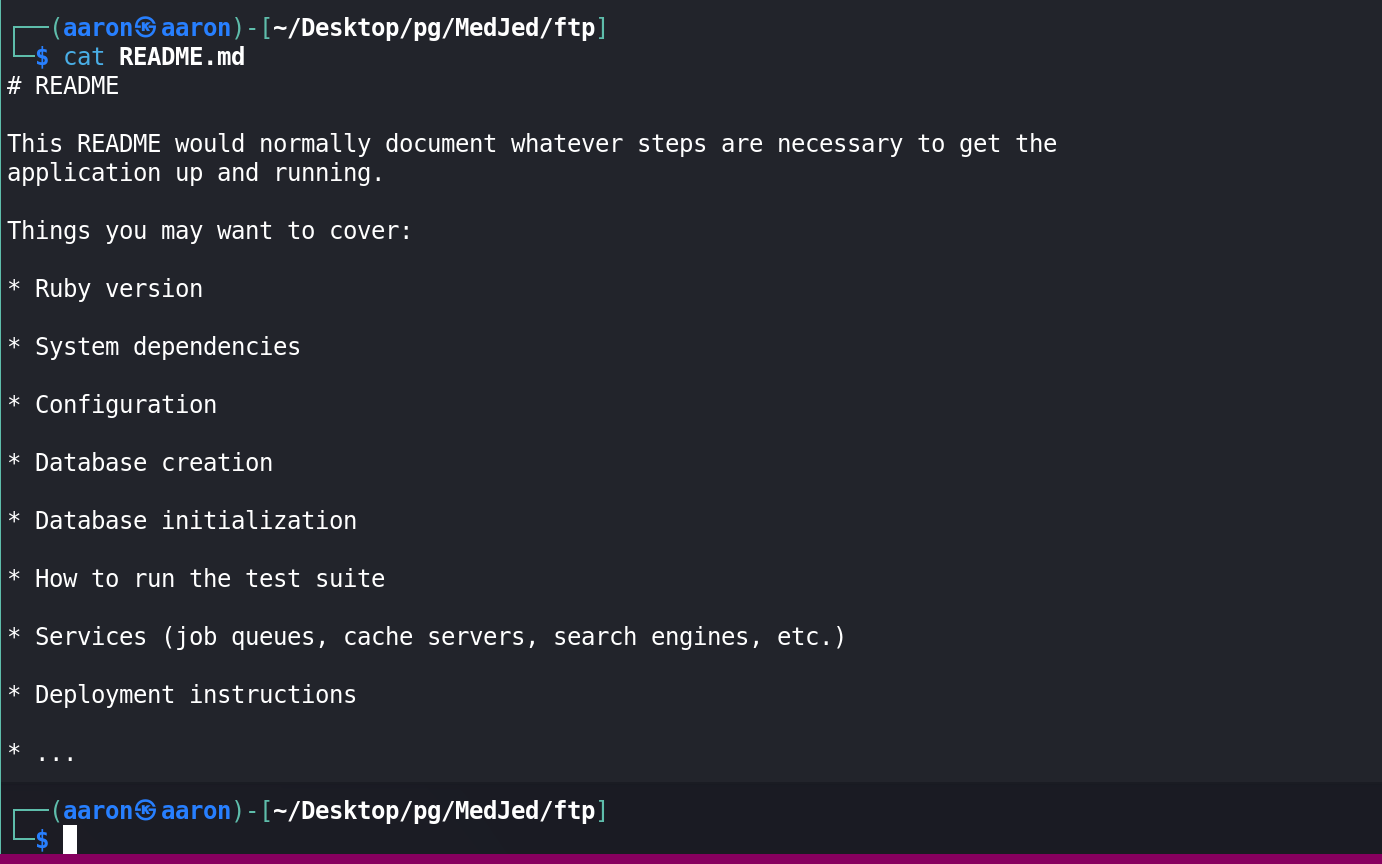 ┌──(aaron㉿aaron)-[~/Desktop/pg/MedJed/ftp]
└─$ cat README.md
# README
This README would normally document whatever steps are necessary to get the
application up and running.
Things you may want to cover:
* Ruby version
* System dependencies
* Configuration
* Database creation
* Database initialization
* How to run the test suite
* Services (job queues, cache servers, search engines, etc.)
* Deployment instructions
* ...
┌──(aaron㉿aaron)-[~/Desktop/pg/MedJed/ftp]
└─$